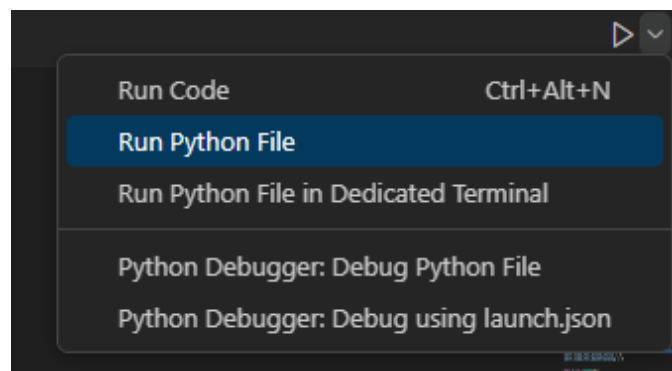 Run Code Ctrl+Alt+N
Run Python File
Run Python File in Dedicated Terminal
Python Debugger: Debug Python File
Python Debugger: Debug using launch.json